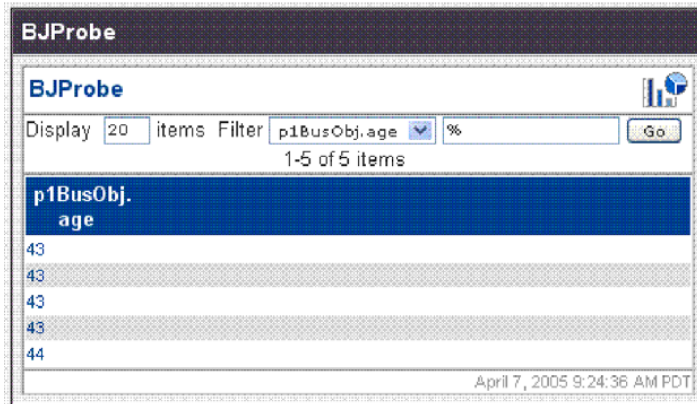 BJProbe
BJProbe
Display 20 items Filter p1BusObj.age % Go
1-5 of 5 items
p1BusObj.
age
43
43
43
43
44
April 7, 2005 9:24:36 AM PDT